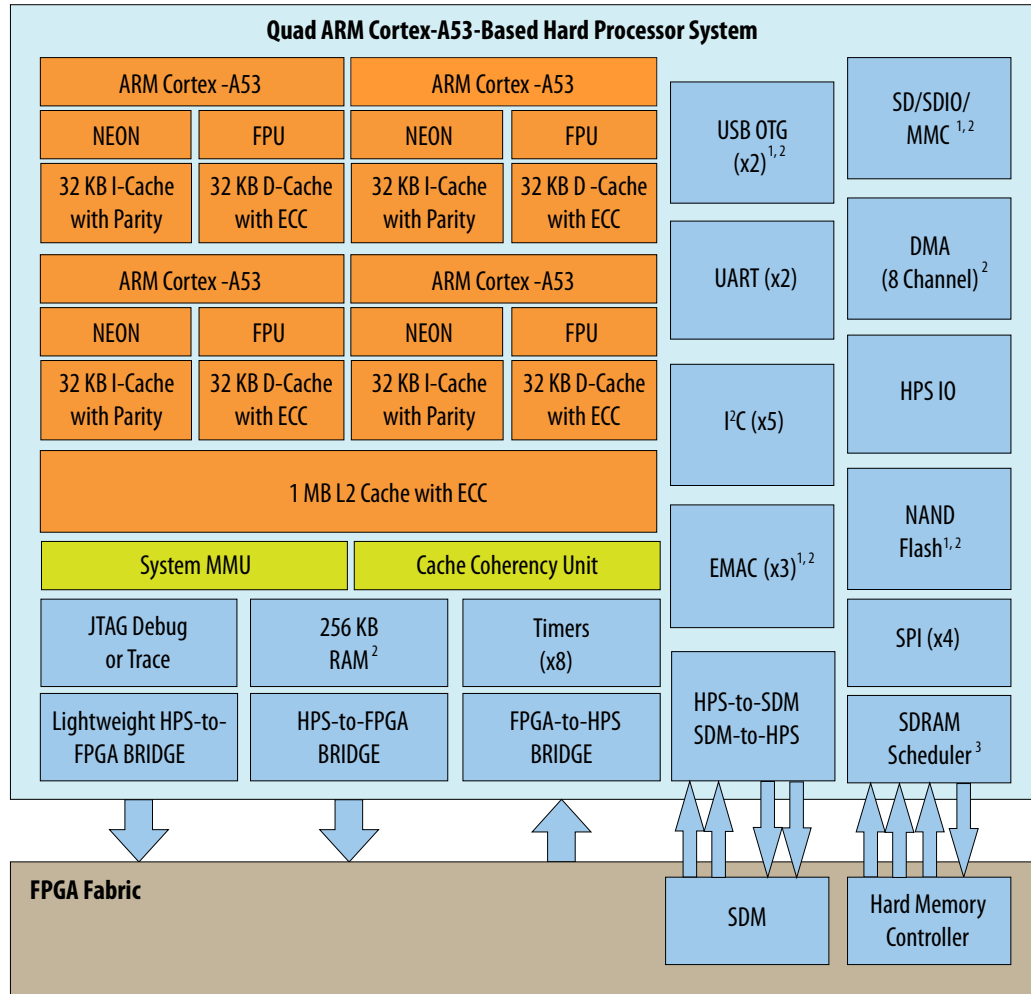 Quad ARM Cortex-A53-Based Hard Processor System
ARM Cortex -A53
NEON
FPU
32 KB I-Cache
with Parity
32 KB D-Cache
with ECC
ARM Cortex -A53
NEON
FPU
32 KB I-Cache
with Parity
32 KB D -Cache
with ECC
ARM Cortex -A53
NEON
FPU
32 KB I-Cache
with Parity
32 KB D-Cache
with ECC
ARM Cortex -A53
NEON
FPU
32 KB I-Cache
with Parity
32 KB D-Cache
with ECC
1 MB L2 Cache with ECC
System MMU
Cache Coherency Unit
JTAG Debug
or Trace
256 KB
RAM 2
Timers
(x8)
Lightweight HPS-to-
FPGA BRIDGE
HPS-to-FPGA
BRIDGE
FPGA-to-HPS
BRIDGE
USB OTG
(x2) 1, 2
UART (x2)
I2C (x5)
EMAC (x3) 1, 2
HPS-to-SDM
SDM-to-HPS
SD/SDIO/
MMC 1, 2
DMA
(8 Channel) 2
HPS IO
NAND
Flash 1, 2
SPI (x4)
SDRAM
Scheduler 3
FPGA Fabric
SDM
Hard Memory
Controller